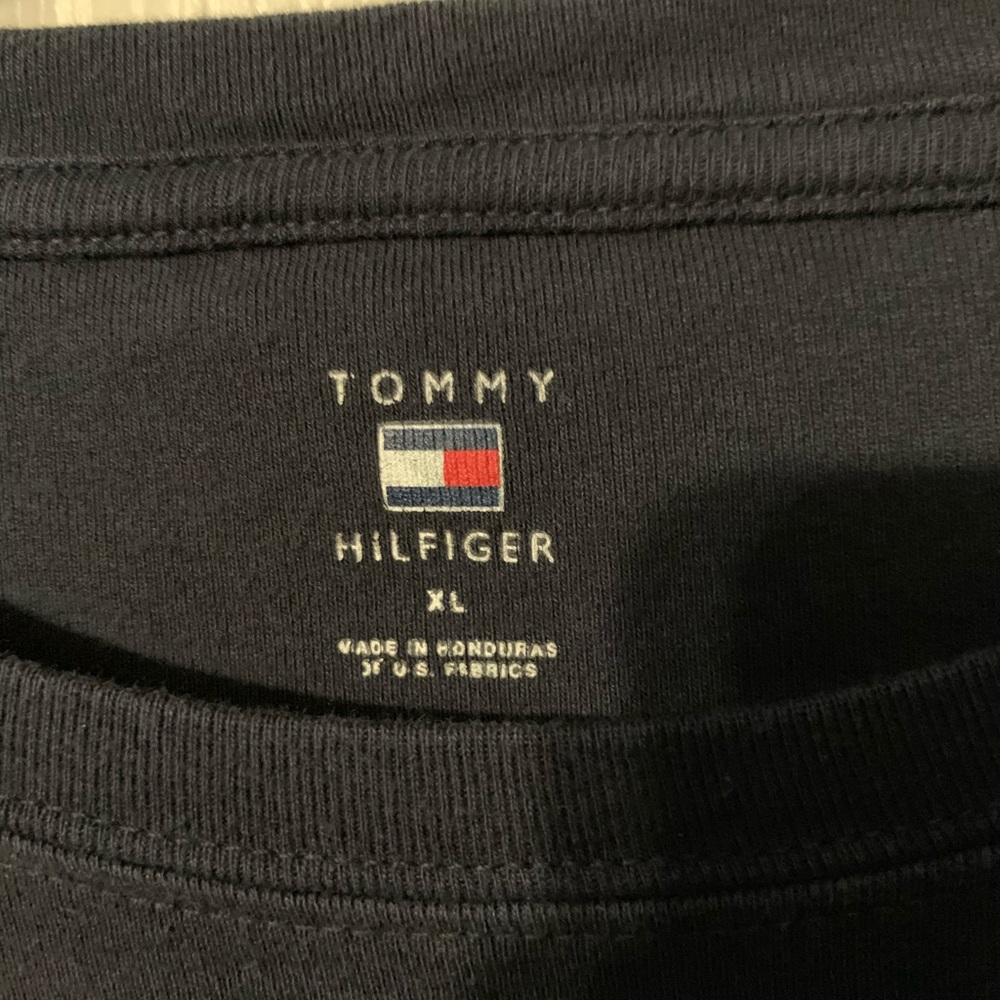 TOMMY
HILFIGER
XL
MADE IN HONDURAS
OF U.S. FABRICS